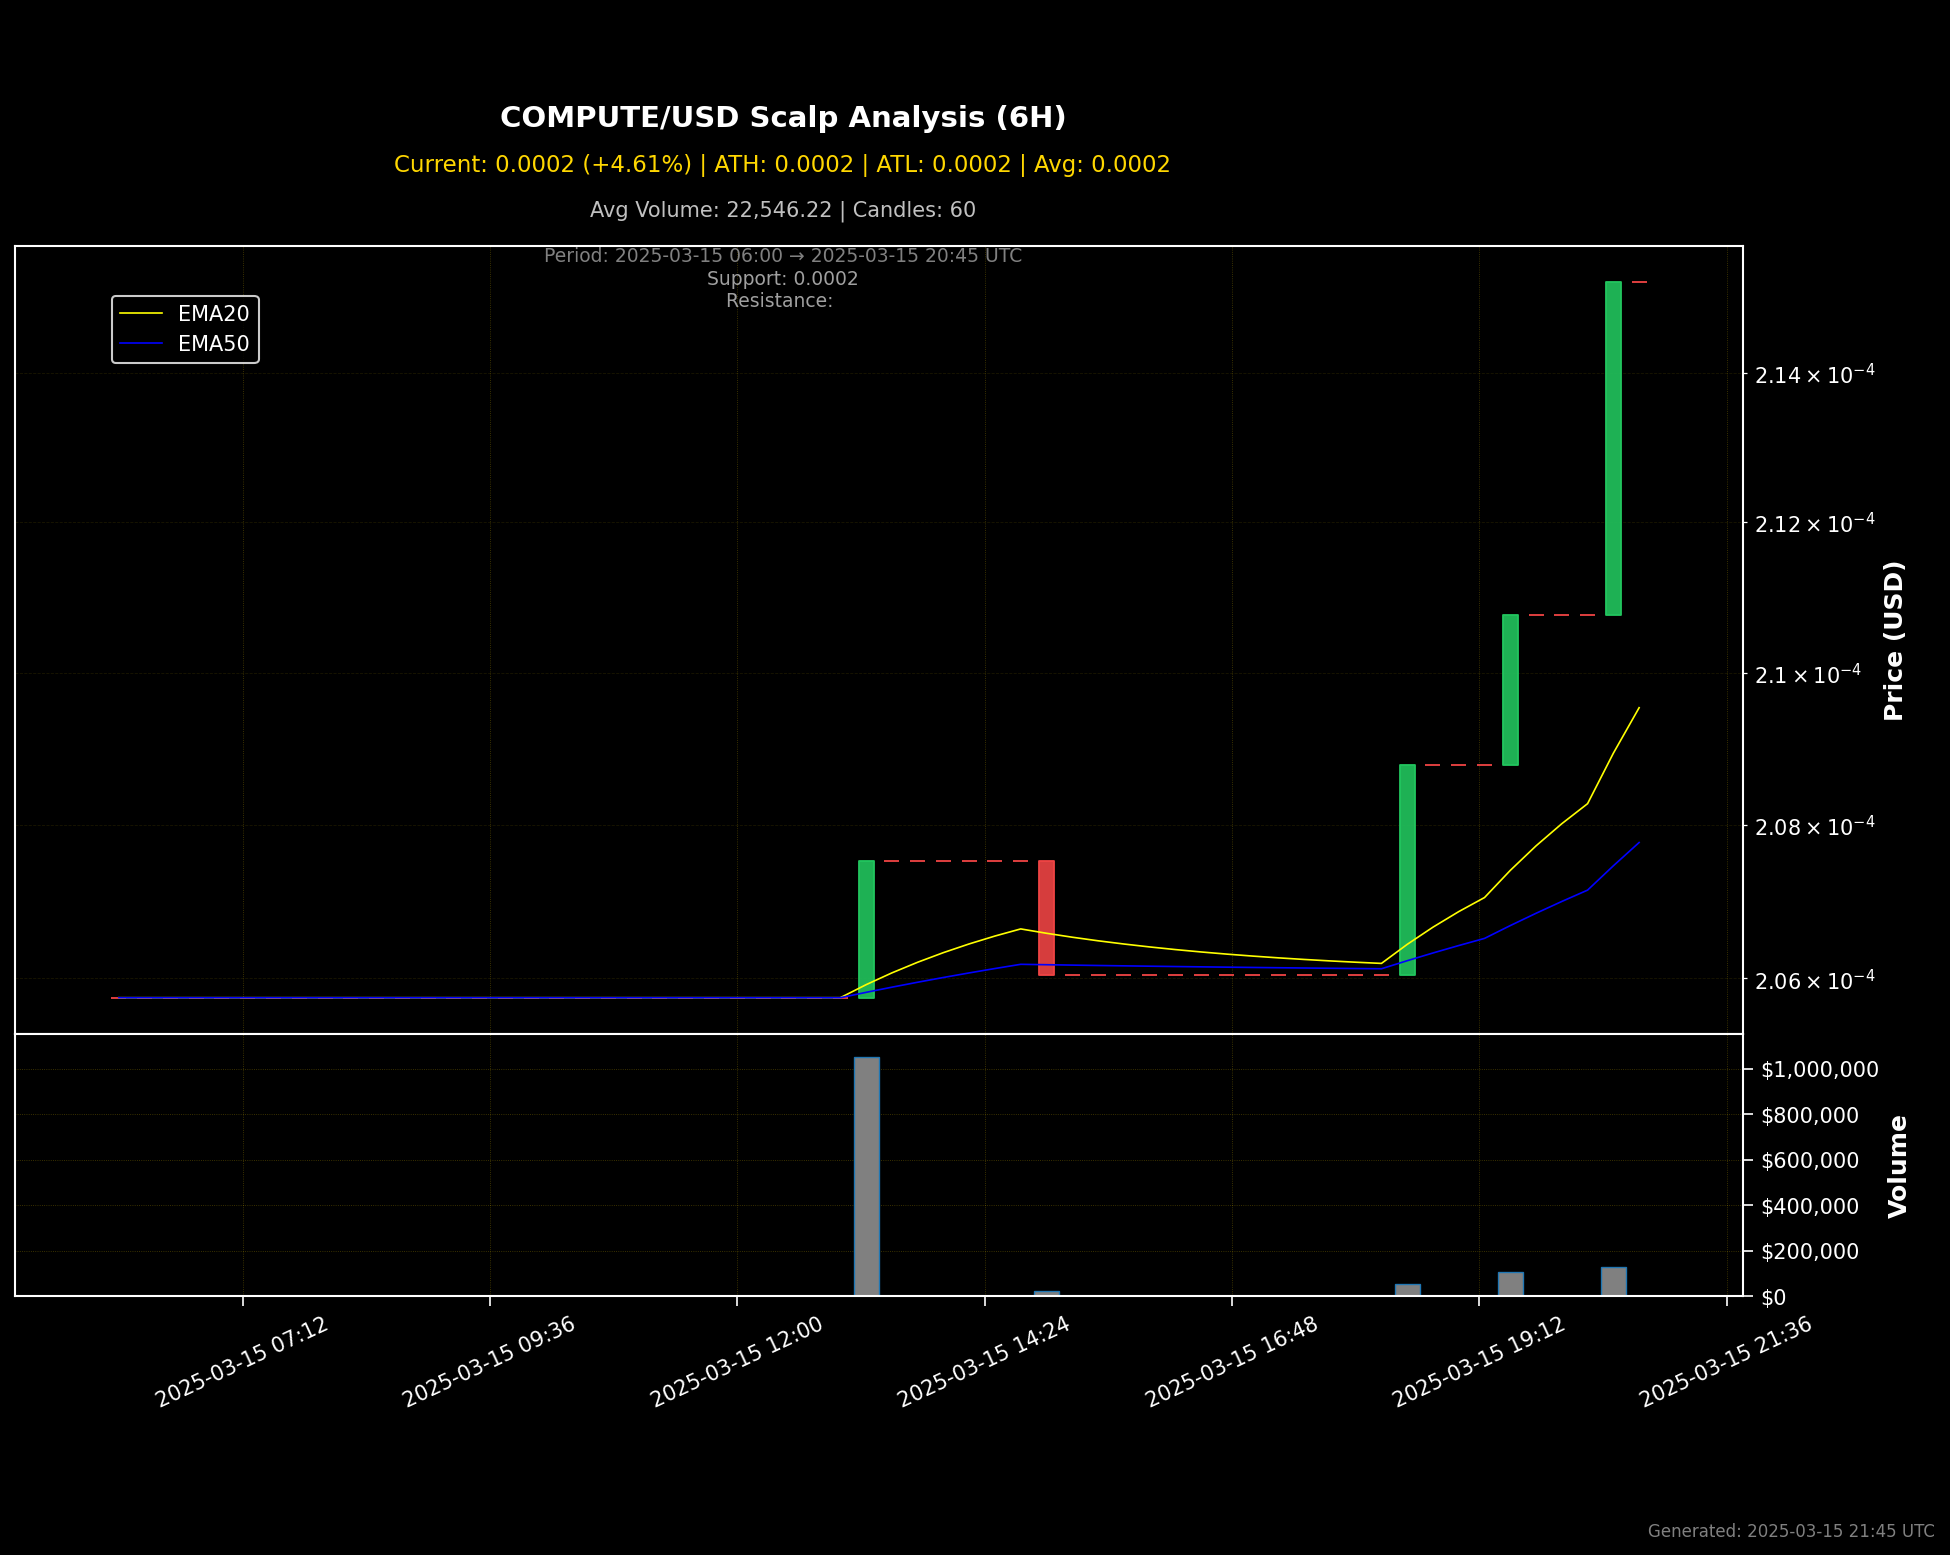 COMPUTE/USD Scalp Analysis (6H)
Current: 0.0002 (+4.61%) | ATH: 0.0002 | ATL: 0.0002 | Avg: 0.0002
Avg Volume: 22,546.22 | Candles: 60
Period: 2025-03-15 06:00 → 2025-03-15 20:45 UTC
Support: 0.0002
Resistance:
EMA20
EMA50
2.14 × 10⁻⁴
2.12 × 10⁻⁴
2.1 × 10⁻⁴
2.08 × 10⁻⁴
2.06 × 10⁻⁴
Price (USD)
$1,000,000
$800,000
$600,000
$400,000
$200,000
$0
Volume
2025-03-15 07:12
2025-03-15 09:36
2025-03-15 12:00
2025-03-15 14:24
2025-03-15 16:48
2025-03-15 19:12
2025-03-15 21:36
Generated: 2025-03-15 21:45 UTC